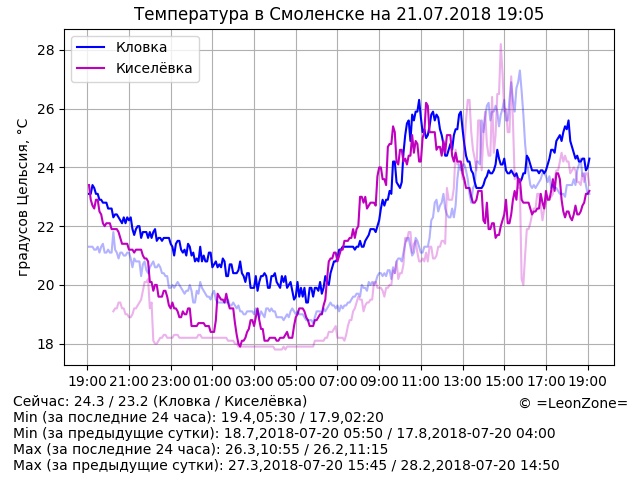 Температура в Смоленске на 21.07.2018 19:05
Кловка
Киселёвка
градусов Цельсия, °C
28
26
24
22
20
18
19:00 21:00 23:00 01:00 03:00 05:00 07:00 09:00 11:00 13:00 15:00 17:00 19:00
Сейчас: 24.3 / 23.2 (Кловка / Киселёвка)
© =LeonZone=
Min (за последние 24 часа): 19.4,05:30 / 17.9,02:20
Min (за предыдущие сутки): 18.7,2018-07-20 05:50 / 17.8,2018-07-20 04:00
Max (за последние 24 часа): 26.3,10:55 / 26.2,11:15
Max (за предыдущие сутки): 27.3,2018-07-20 15:45 / 28.2,2018-07-20 14:50